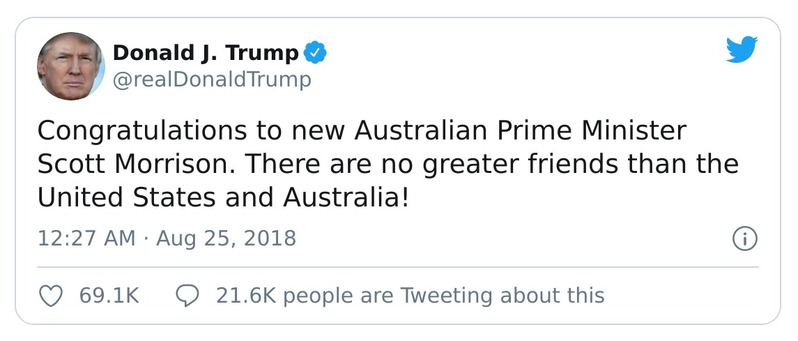 Donald J. Trump
@realDonaldTrump
Congratulations to new Australian Prime Minister
Scott Morrison. There are no greater friends than the
United States and Australia!
12:27 AM · Aug 25, 2018
69.1K 21.6K people are Tweeting about this